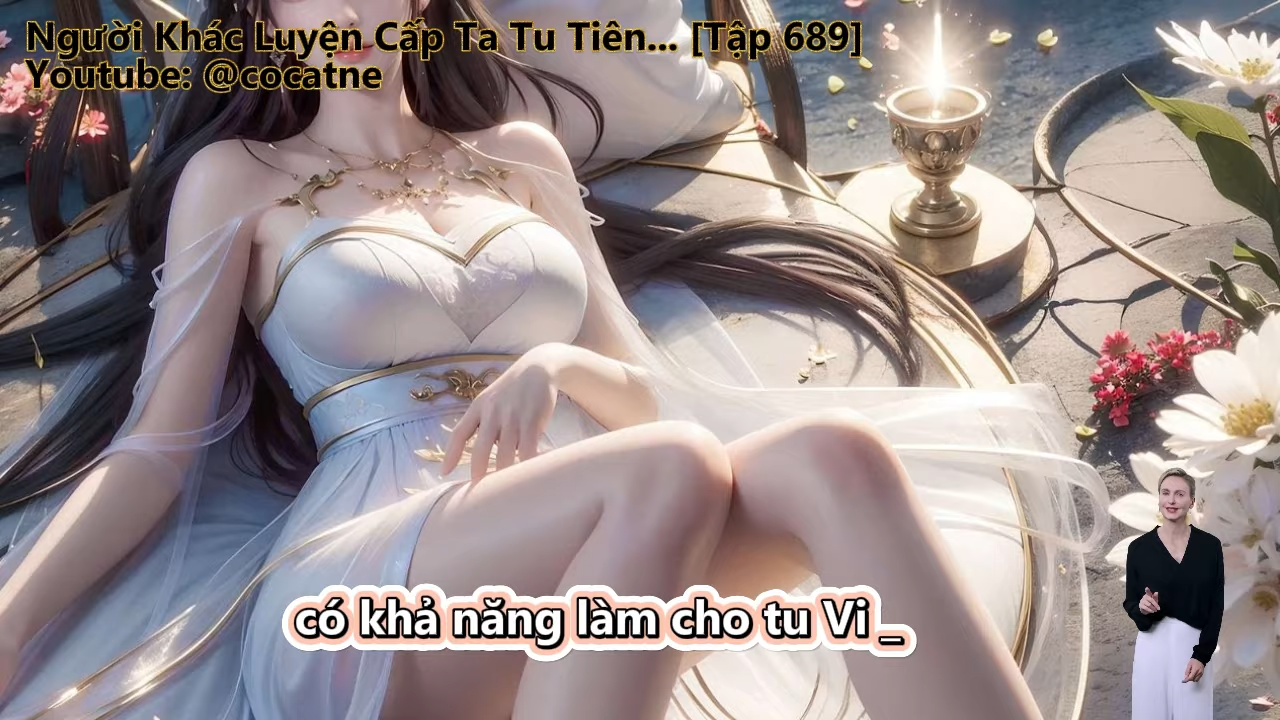 Người Khác Luyện Cấp Ta Tu Tiên... [Tập 689]
Youtube: @cocatne
có khả năng làm cho tu Vi _